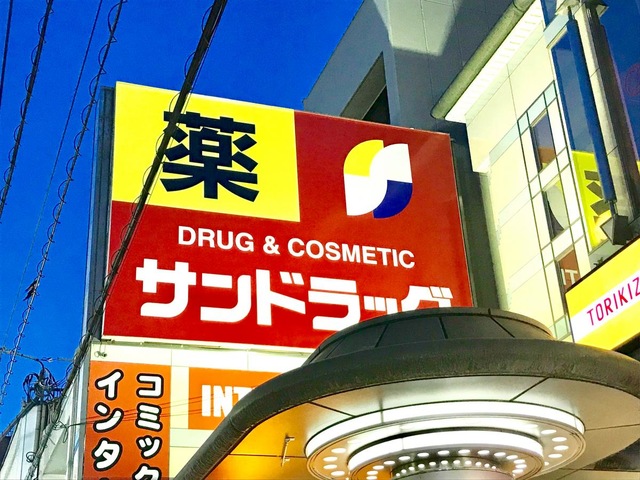 薬
DRUG & COSMETIC
サンドラッグ
TORIKIZ
INT
コミック
インタ